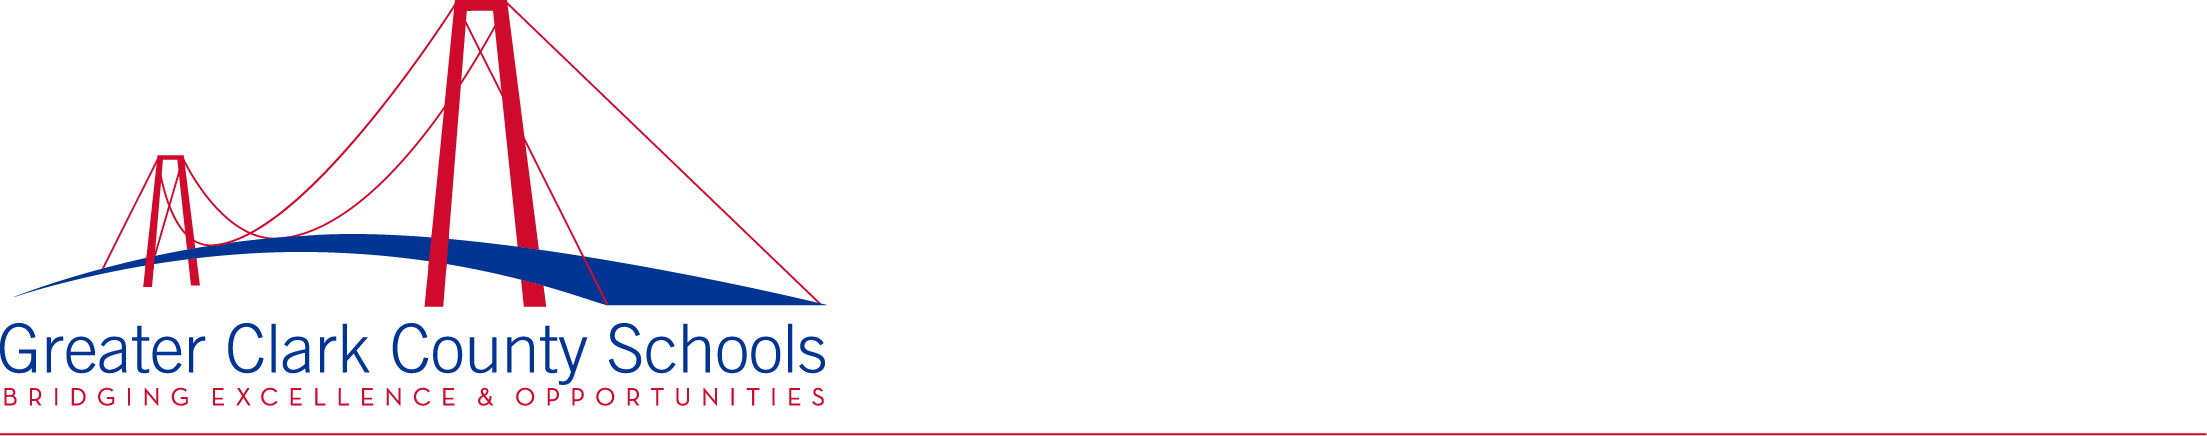 Greater Clark County Schools
BRIDGING EXCELLENCE & OPPORTUNITIES